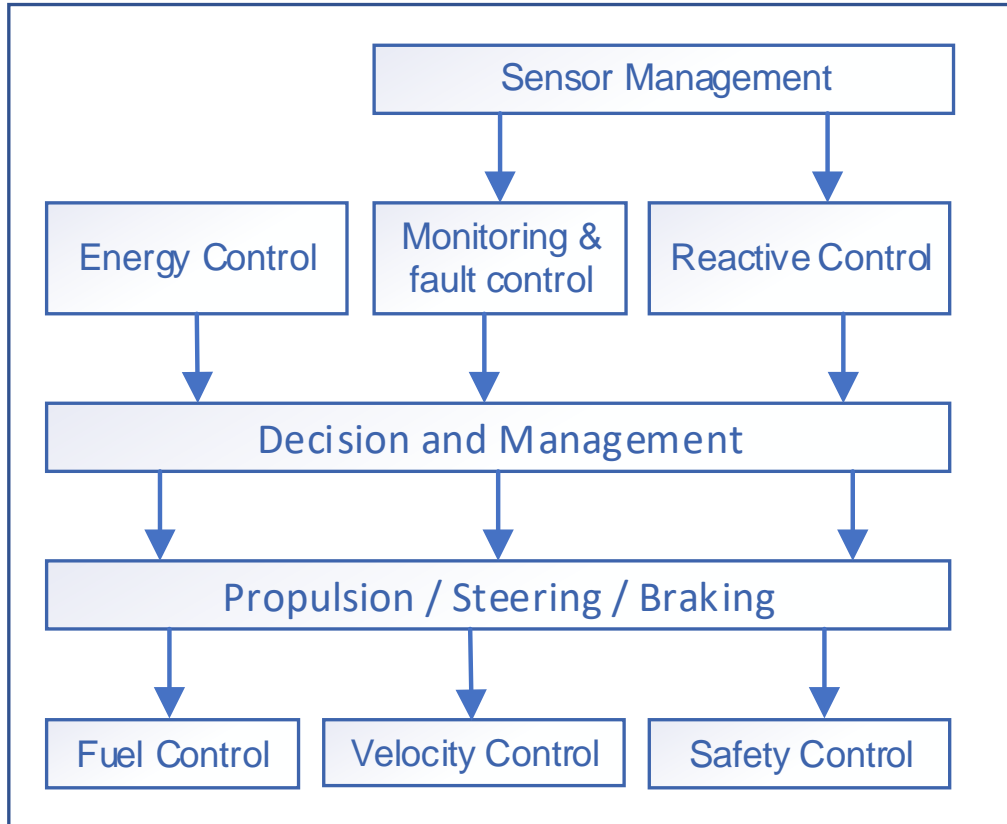 Sensor Management
Energy Control
Monitoring &
fault control
Reactive Control
Decision and Management
Propulsion / Steering / Braking
Fuel Control
Velocity Control
Safety Control